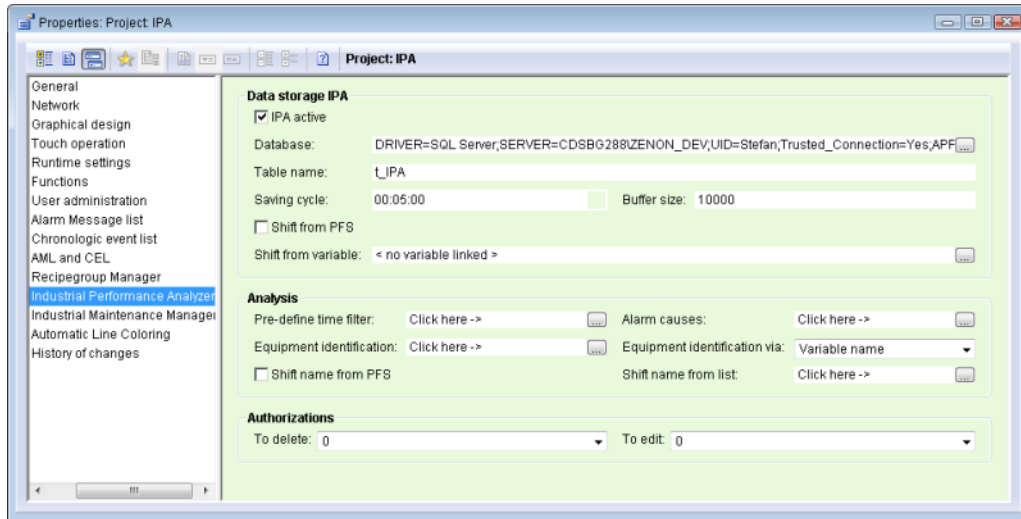 Properties: Project: IPA
Project: IPA
General
Network
Graphical design
Touch operation
Runtime settings
Functions
User administration
Alarm Message list
Chronologic event list
AML and CEL
Recipegroup Manager
Industrial Performance Analyzer
Industrial Maintenance Manager
Automatic Line Coloring
History of changes
Data storage IPA
IPA active
Database: DRIVER=SQL Server;SERVER=CDSBG288\ZENON_DEV;UID=Stefan;Trusted_Connection=Yes;APF ...
Table name: t_IPA
Saving cycle: 00:05:00 Buffer size: 10000
Shift from PFS
Shift from variable: < no variable linked > ...
Analysis
Pre-define time filter: Click here -> ... Alarm causes: Click here -> ...
Equipment identification: Click here -> ... Equipment identification via: Variable name
Shift name from PFS Shift name from list: Click here -> ...
Authorizations
To delete: 0 To edit: 0